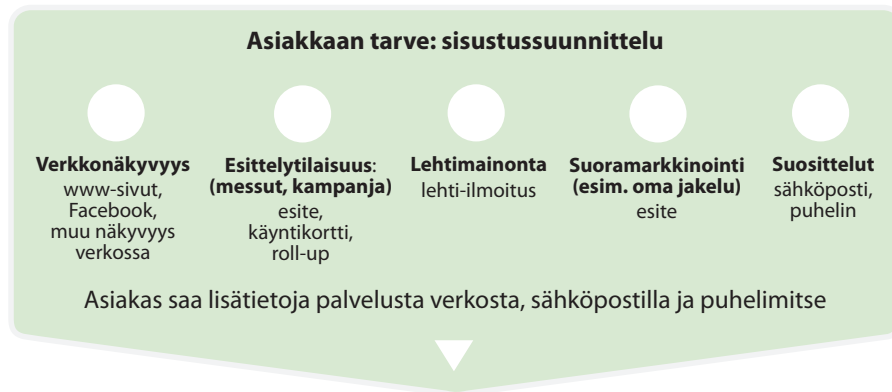 Asiakkaan tarve: sisustussuunnittelu
Verkkonäkyvyys
www-sivut,
Facebook,
muu näkyvyys
verkossa
Esittelytilaisuus:
(messut, kampanja)
esite,
käyntikortti,
roll-up
Lehtimainonta
lehti-ilmoitus
Suoramarkkinointi
(esim. oma jakelu)
esite
Suosittelut
sähköposti,
puhelin
Asiakas saa lisätietoja palvelusta verkosta, sähköpostilla ja puhelimitse